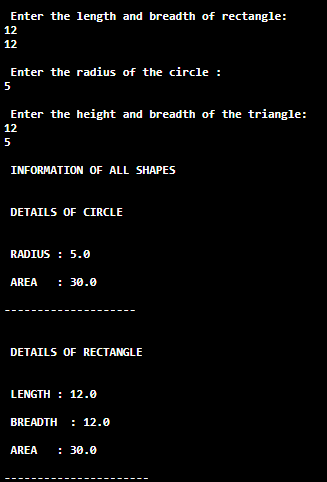 Enter the length and breadth of rectangle:
12
12
Enter the radius of the circle :
5
Enter the height and breadth of the triangle:
12
5
INFORMATION OF ALL SHAPES
DETAILS OF CIRCLE
RADIUS : 5.0
AREA   : 30.0
--------------------
DETAILS OF RECTANGLE
LENGTH : 12.0
BREADTH  : 12.0
AREA   : 30.0
----------------------